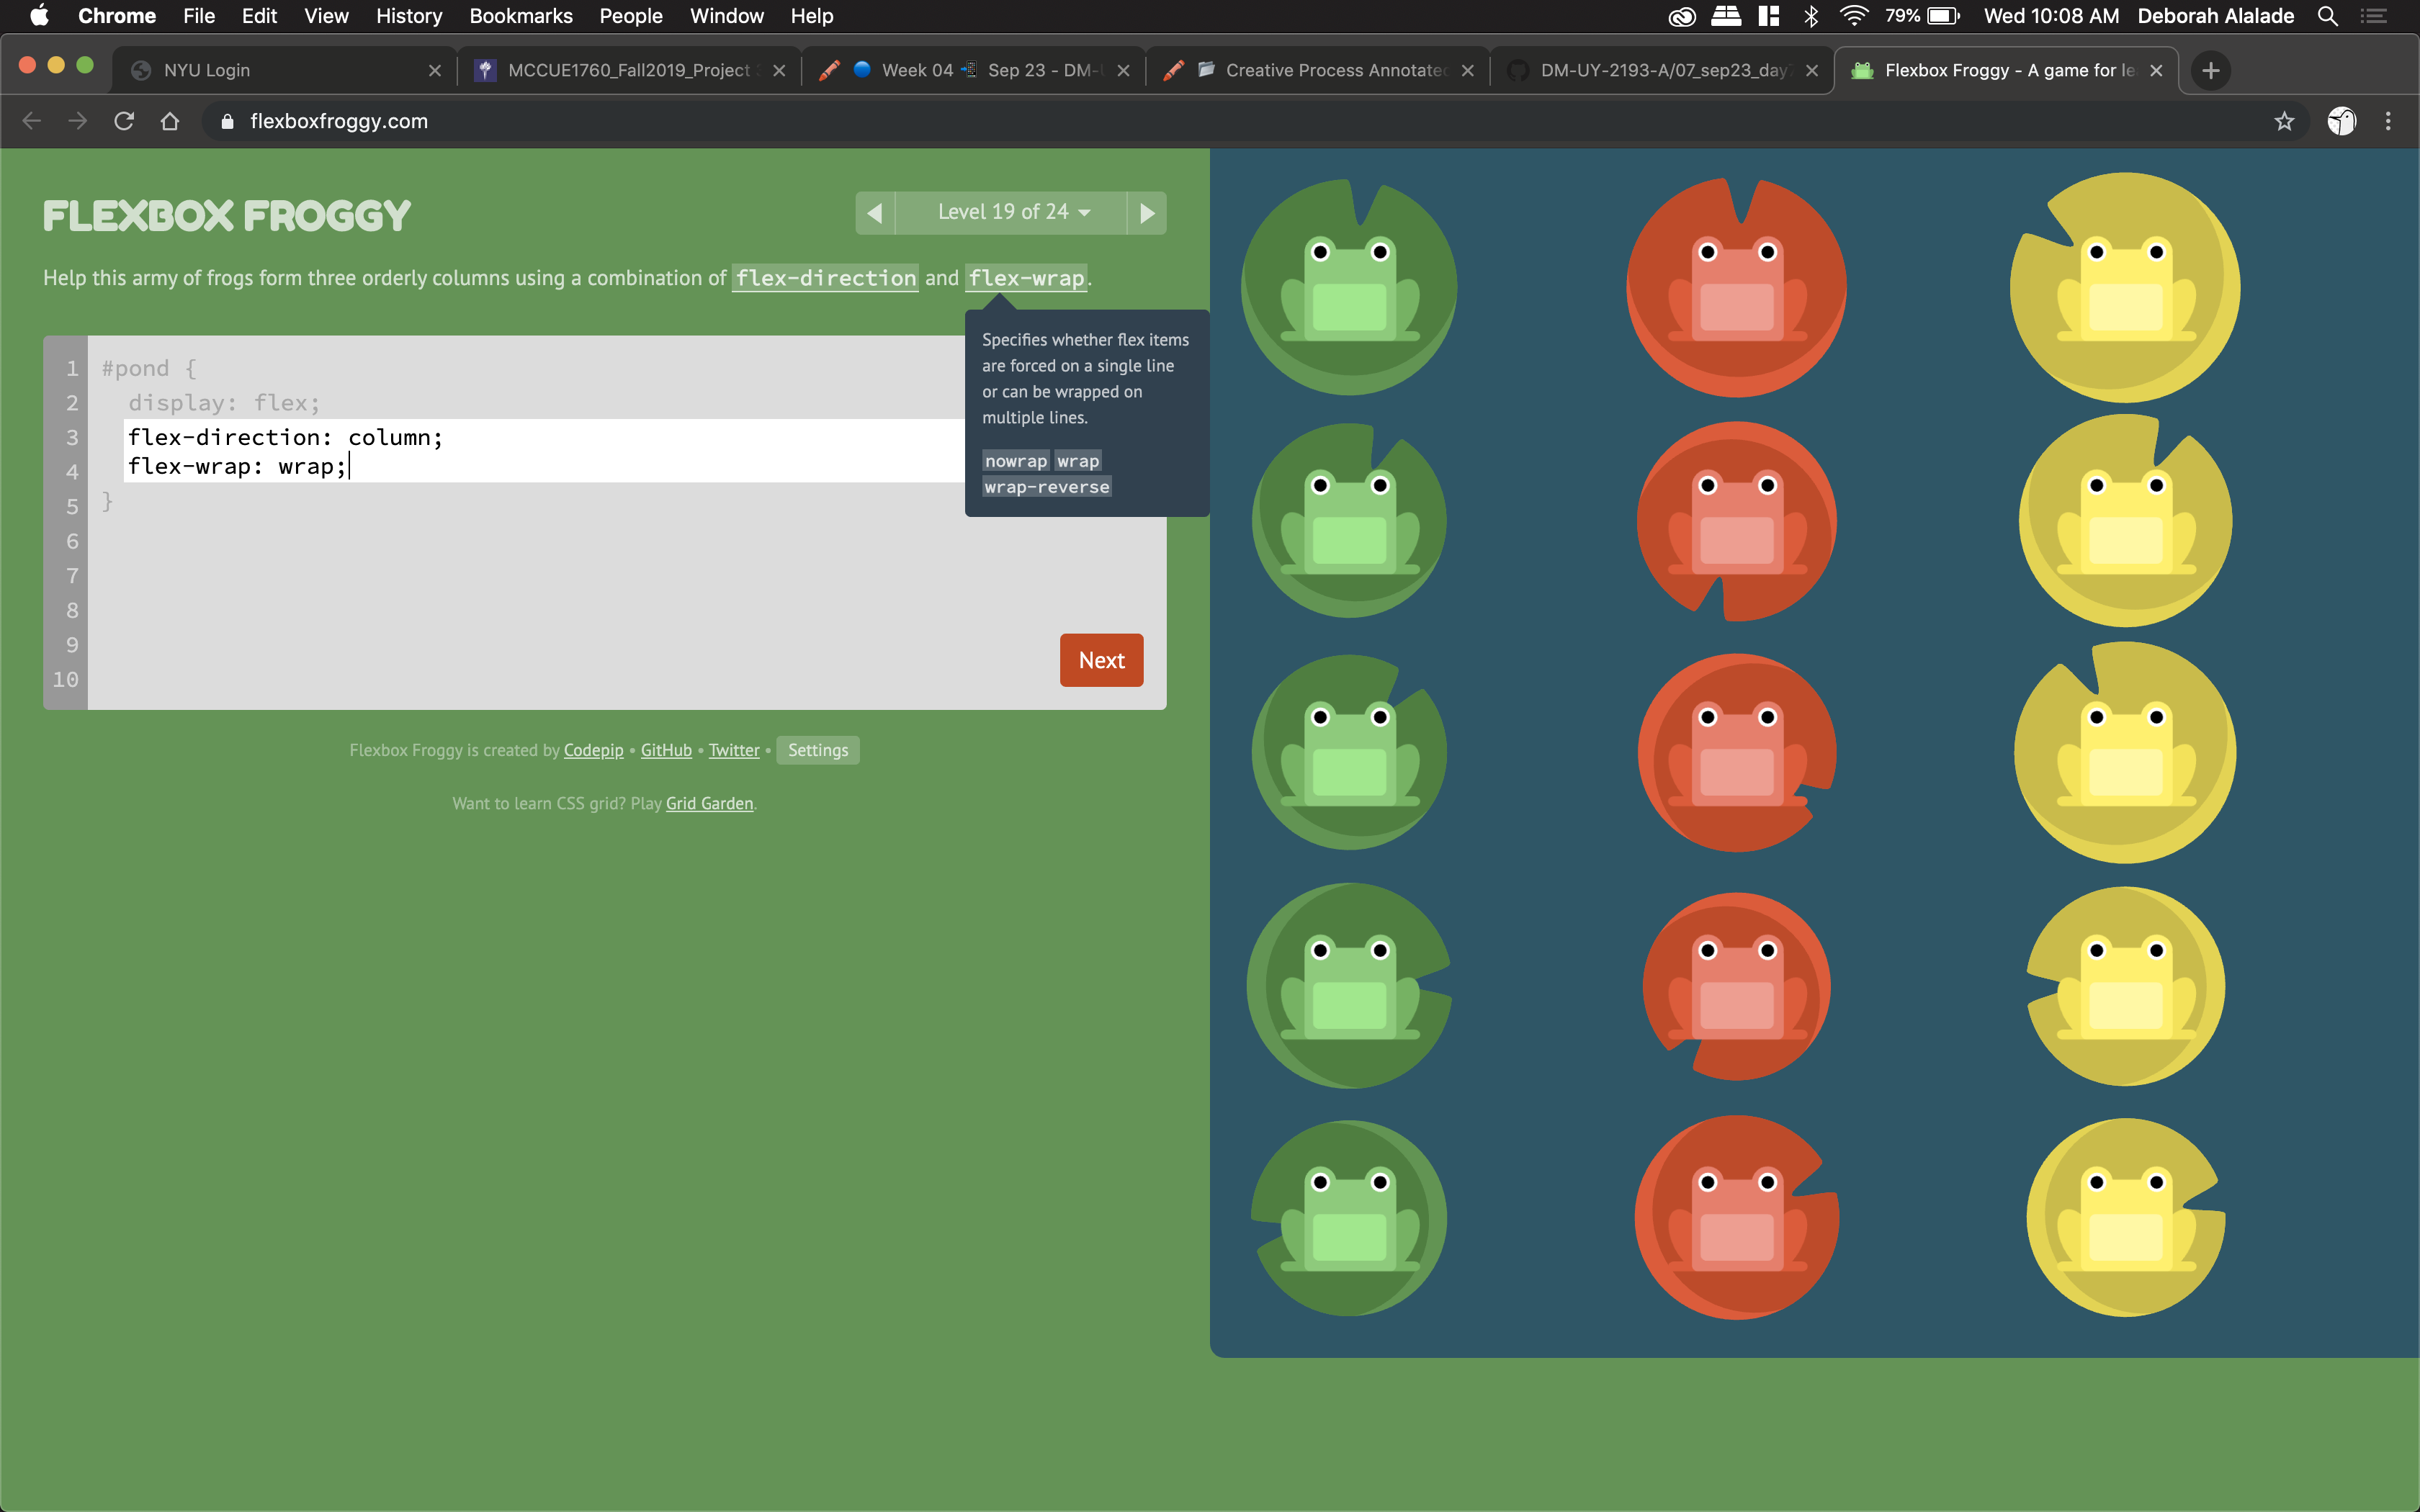 Chrome File Edit View History Bookmarks People Window Help 79% Wed 10:08 AM Deborah Alalade
NYU Login MCCUE1760_Fall2019_Project Week 04 Sep 23 - DM- Creative Process Annotated DM-UY-2193-A/07_sep23_day Flexbox Froggy - A game for le
flexboxfroggy.com
FLEXBOX FROGGY
Level 19 of 24
Help this army of frogs form three orderly columns using a combination of flex-direction and flex-wrap.
Specifies whether flex items
are forced on a single line
or can be wrapped on
multiple lines.
nowrap wrap
wrap-reverse
1 #pond {
2 display: flex;
3 flex-direction: column;
4 flex-wrap: wrap;
5 }
6
7
8
9
10
Next
Flexbox Froggy is created by Codepip • GitHub • Twitter • Settings
Want to learn CSS grid? Play Grid Garden.